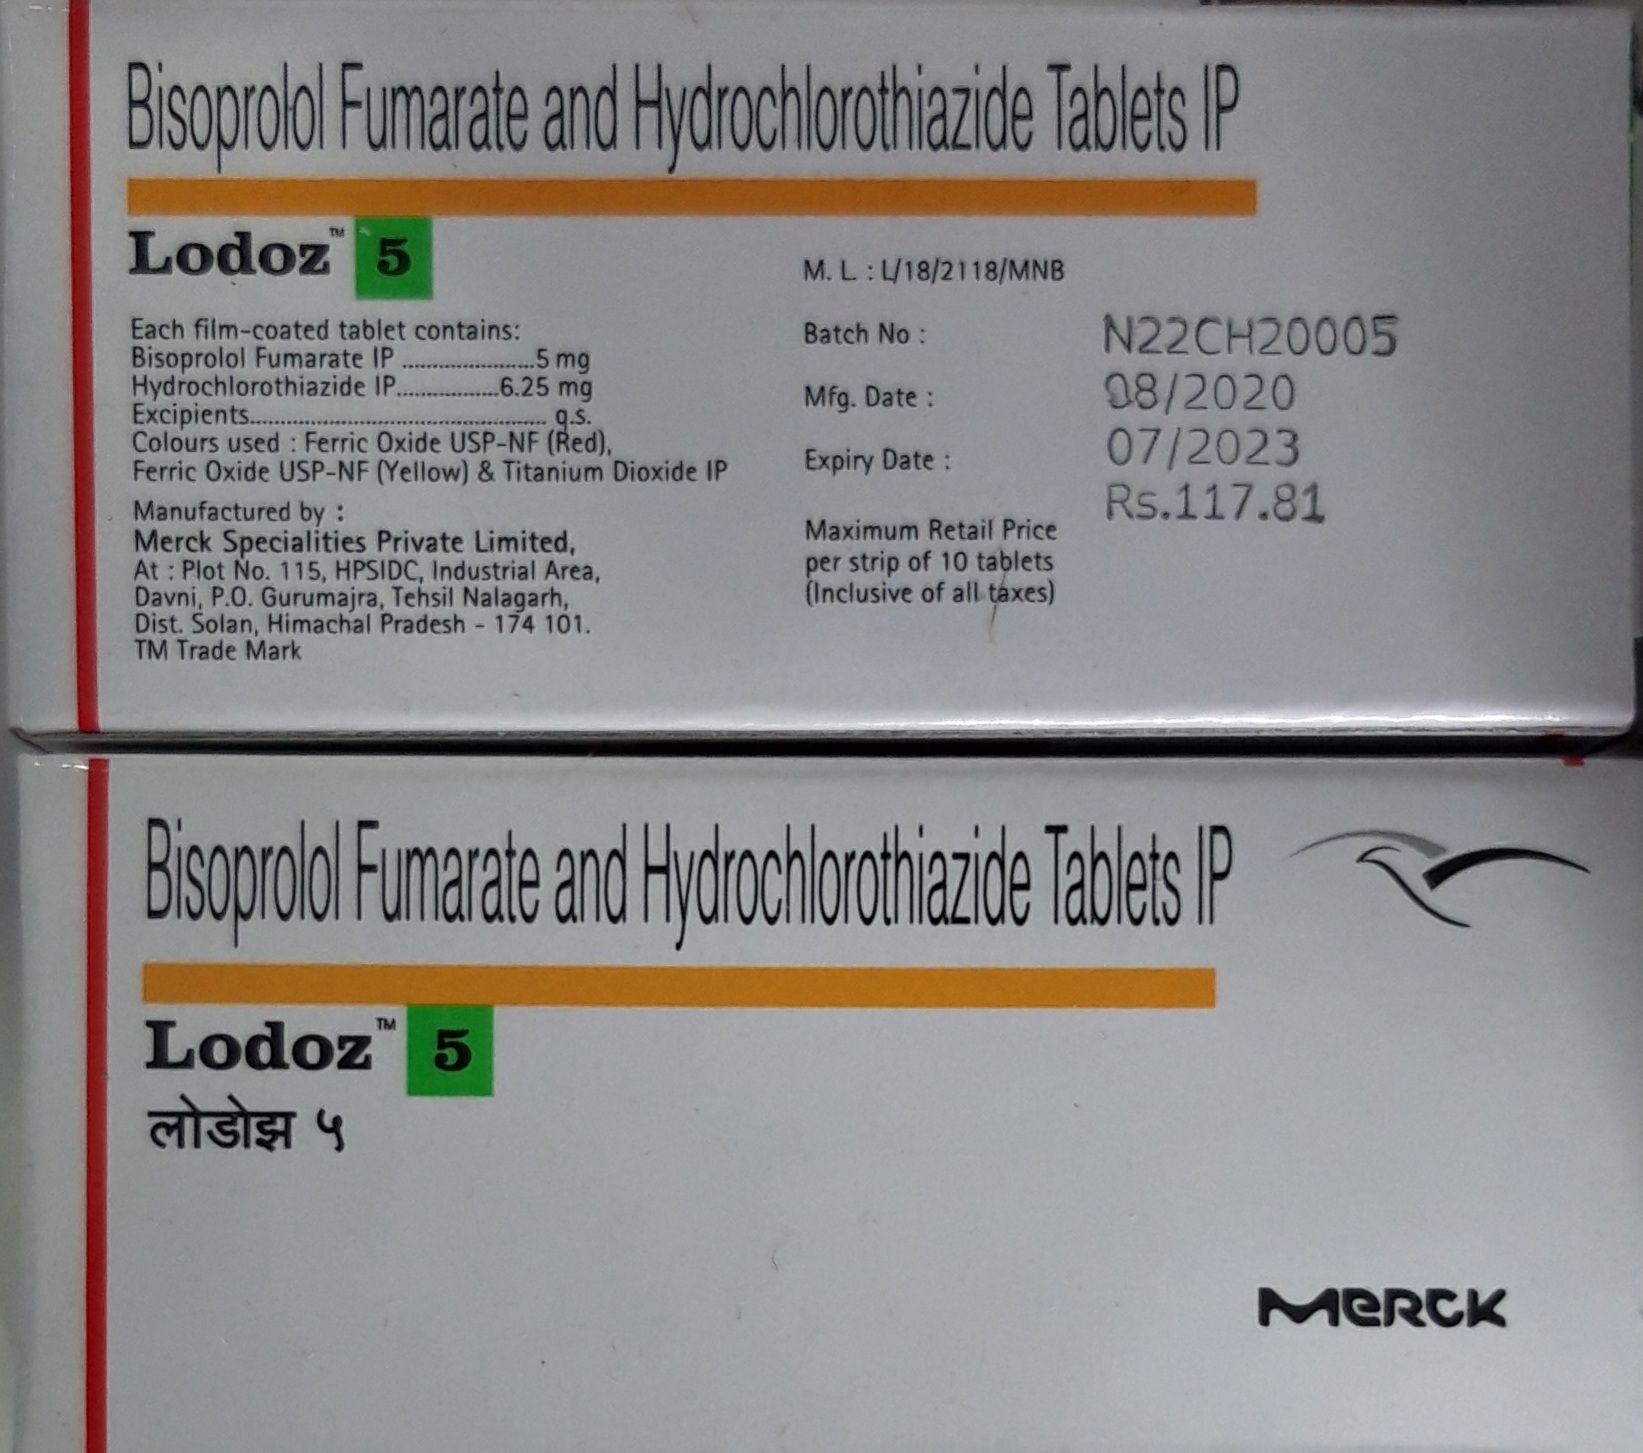 Bisoprolol Fumarate and Hydrochlorothiazide Tablets IP
Lodoz™ 5
Each film-coated tablet contains:
Bisoprolol Fumarate IP ......................5 mg
Hydrochlorothiazide IP.................6.25 mg
Excipients................................................. q.s.
Colours used : Ferric Oxide USP-NF (Red),
Ferric Oxide USP-NF (Yellow) & Titanium Dioxide IP
Manufactured by :
Merck Specialities Private Limited,
At : Plot No. 115, HPSIDC, Industrial Area,
Davni, P.O. Gurumajra, Tehsil Nalagarh,
Dist. Solan, Himachal Pradesh - 174 101.
TM Trade Mark
M. L : L/18/2118/MNB
Batch No : N22CH20005
Mfg. Date : 08/2020
Expiry Date : 07/2023
Rs.117.81
Maximum Retail Price
per strip of 10 tablets
(Inclusive of all taxes)
Bisoprolol Fumarate and Hydrochlorothiazide Tablets IP
Lodoz™ 5
लोडोझ ५
MERCK